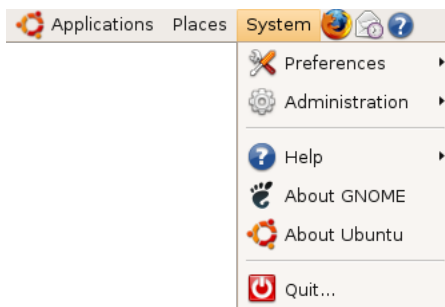 Applications Places System
Preferences
Administration
Help
About GNOME
About Ubuntu
Quit...